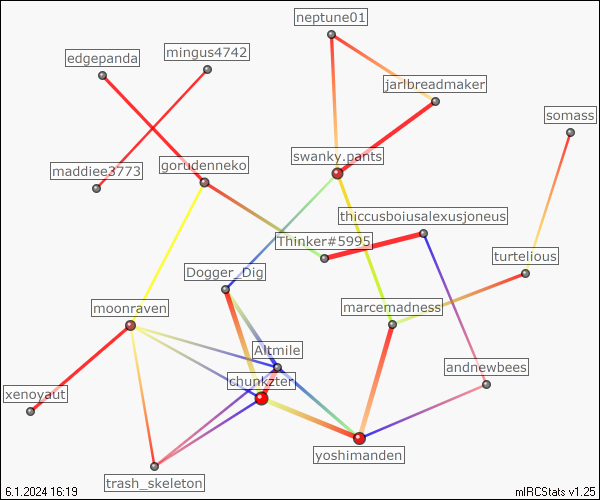 neptune01
mingus4742
edgepanda
jarlbreadmaker
somass
swanky.pants
maddiee3773
gorudenneko
thiccusboiusalexusjoneus
Thinker#5995
turtelious
Dogger_Dig
moonraven
marcemadness
Altmile
andnewbees
chunkzter
xenoyaut
yoshimanden
trash_skeleton
6.1.2024 16:19
mIRCStats v1.25